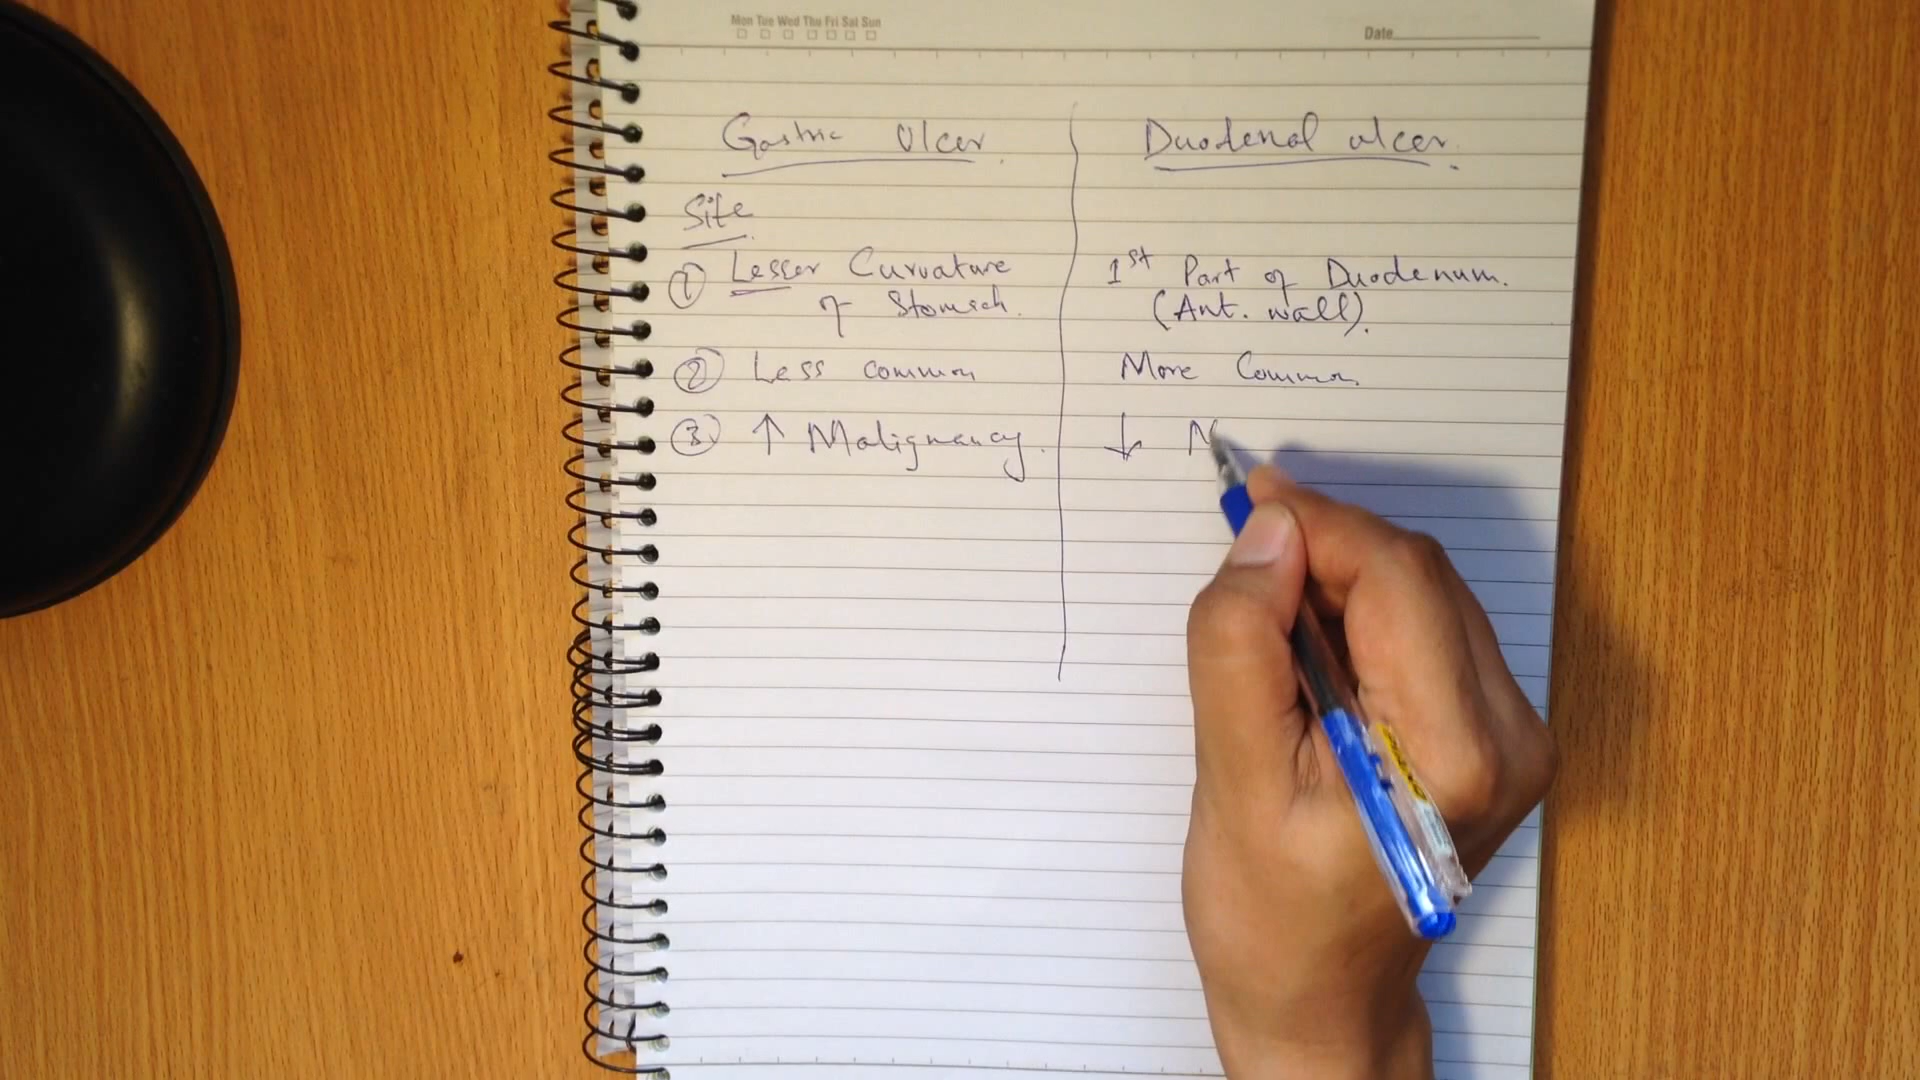 Mon Tue Wed Thu Fri Sat Sun
Date
Gastric Ulcer.
Duodenal ulcer.
Site
① Lesser Curvature
of Stomach.
1st Part of Duodenum.
(Ant. wall).
② Less common
More Common
③ ↑ Malignancy.
↓ M